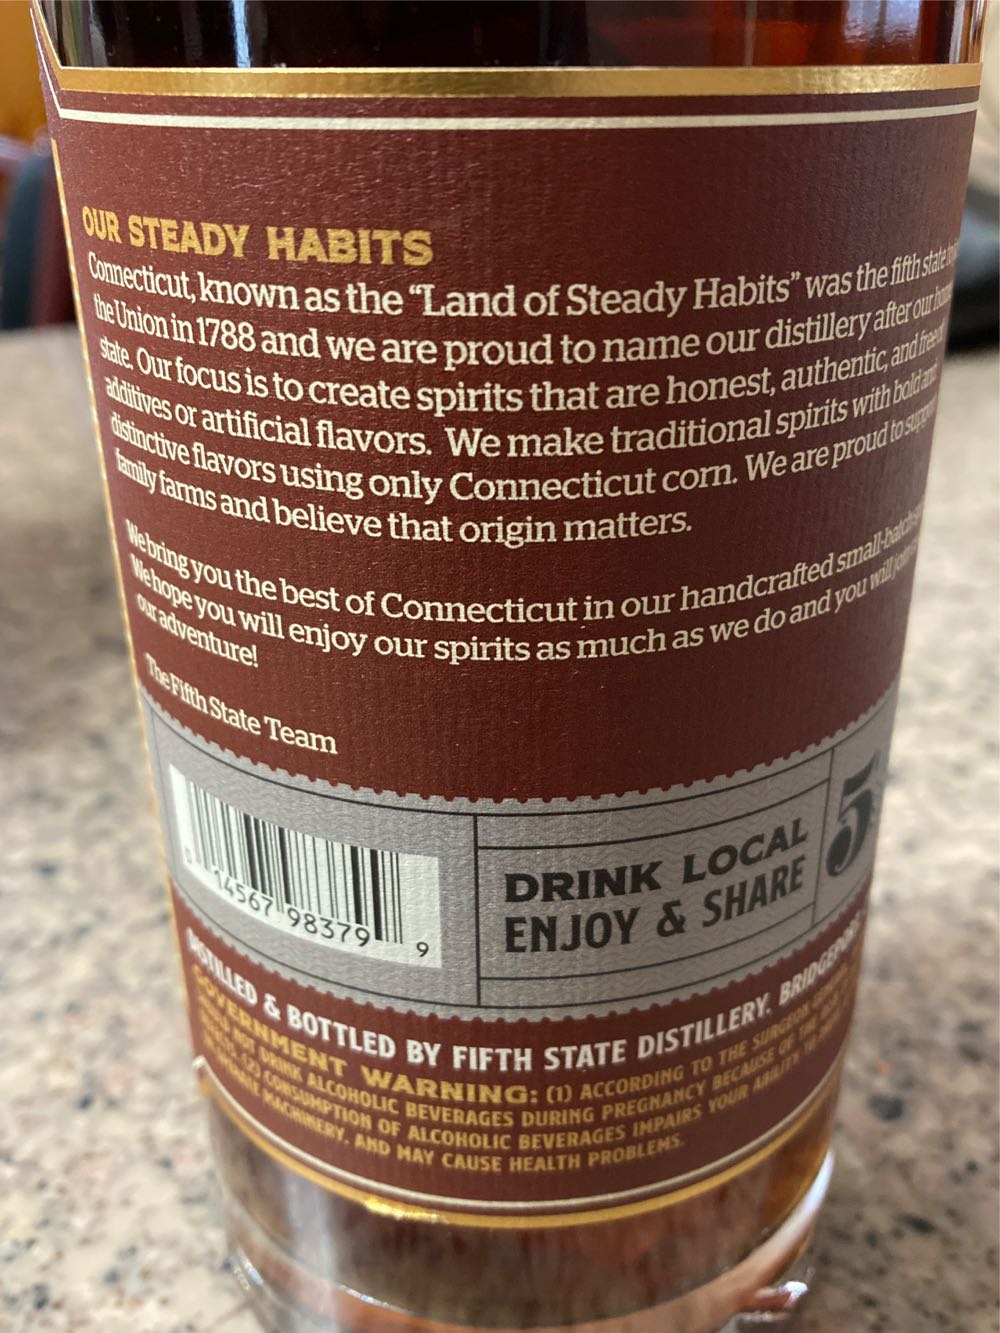 OUR STEADY HABITS
Connecticut, known as the “Land of Steady Habits” was the fifth state
the Union in 1788 and we are proud to name our distillery after our
state. Our focus is to create spirits that are honest, authentic, and
additives or artificial flavors. We make traditional spirits with bold
distinctive flavors using only Connecticut corn. We are proud to
family farms and believe that origin matters.
We bring you the best of Connecticut in our handcrafted small-batch
We hope you will enjoy our spirits as much as we do and you will join
our adventure!
The Fifth State Team
14567 98379 9
DRINK LOCAL
ENJOY & SHARE
5
& BOTTLED BY FIFTH STATE DISTILLERY.
GOVERNMENT WARNING: (1) ACCORDING TO THE SURGEON
NOT DRINK ALCOHOLIC BEVERAGES DURING PREGNANCY BECAUSE OF THE
(2) CONSUMPTION OF ALCOHOLIC BEVERAGES IMPAIRS YOUR ABILITY TO
MACHINERY, AND MAY CAUSE HEALTH PROBLEMS.